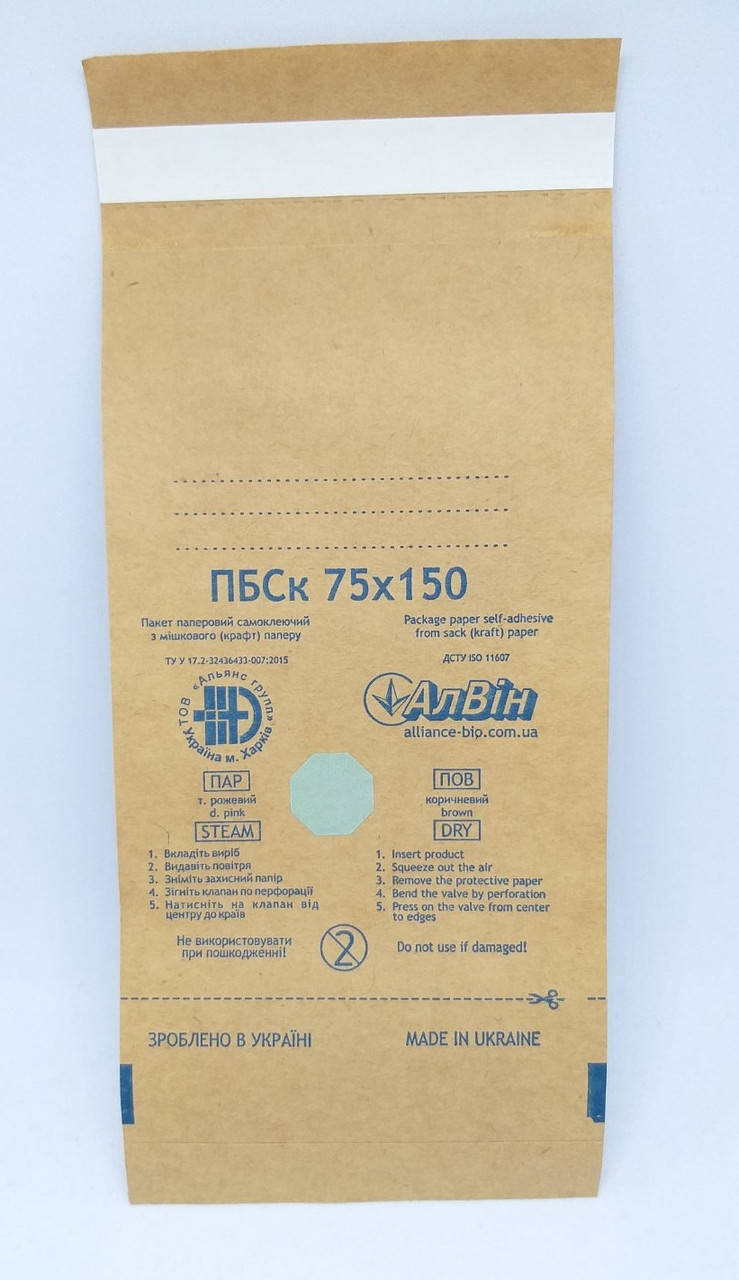 ПБСк 75x150
Пакет паперовий самоклеючий
з мішкового (крафт) паперу
Package paper self-adhesive
from sack (kraft) paper
ТУ У 17.2-32436433-007:2015
ДСТУ ISO 11607
ТОВ «Альянс групп»
Україна м. Харків
АлВін
alliance-bip.com.ua
ПАР
т. рожевий
d. pink
STEAM
ПОВ
коричневий
brown
DRY
1. Вкладіть виріб
2. Видавіть повітря
3. Зніміть захисний папір
4. Зігніть клапан по перфорації
5. Натисніть на клапан від
центру до країв
1. Insert product
2. Squeeze out the air
3. Remove the protective paper
4. Bend the valve by perforation
5. Press on the valve from center
to edges
Не використовувати
при пошкодженні!
2
Do not use if damaged!
ЗРОБЛЕНО В УКРАЇНІ
MADE IN UKRAINE